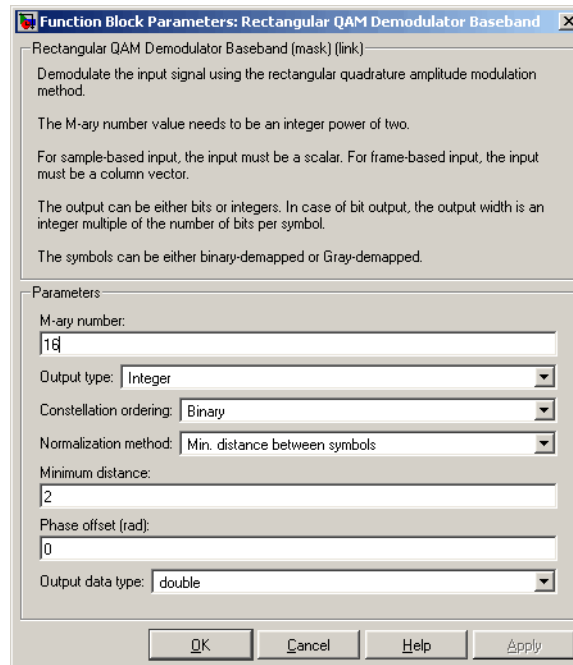 Function Block Parameters: Rectangular QAM Demodulator Baseband
Rectangular QAM Demodulator Baseband (mask) (link)
Demodulate the input signal using the rectangular quadrature amplitude modulation
method.
The M-ary number value needs to be an integer power of two.
For sample-based input, the input must be a scalar. For frame-based input, the input
must be a column vector.
The output can be either bits or integers. In case of bit output, the output width is an
integer multiple of the number of bits per symbol.
The symbols can be either binary-demapped or Gray-demapped.
Parameters
M-ary number:
16
Output type: Integer
Constellation ordering: Binary
Normalization method: Min. distance between symbols
Minimum distance:
2
Phase offset (rad):
0
Output data type: double
OK Cancel Help Apply